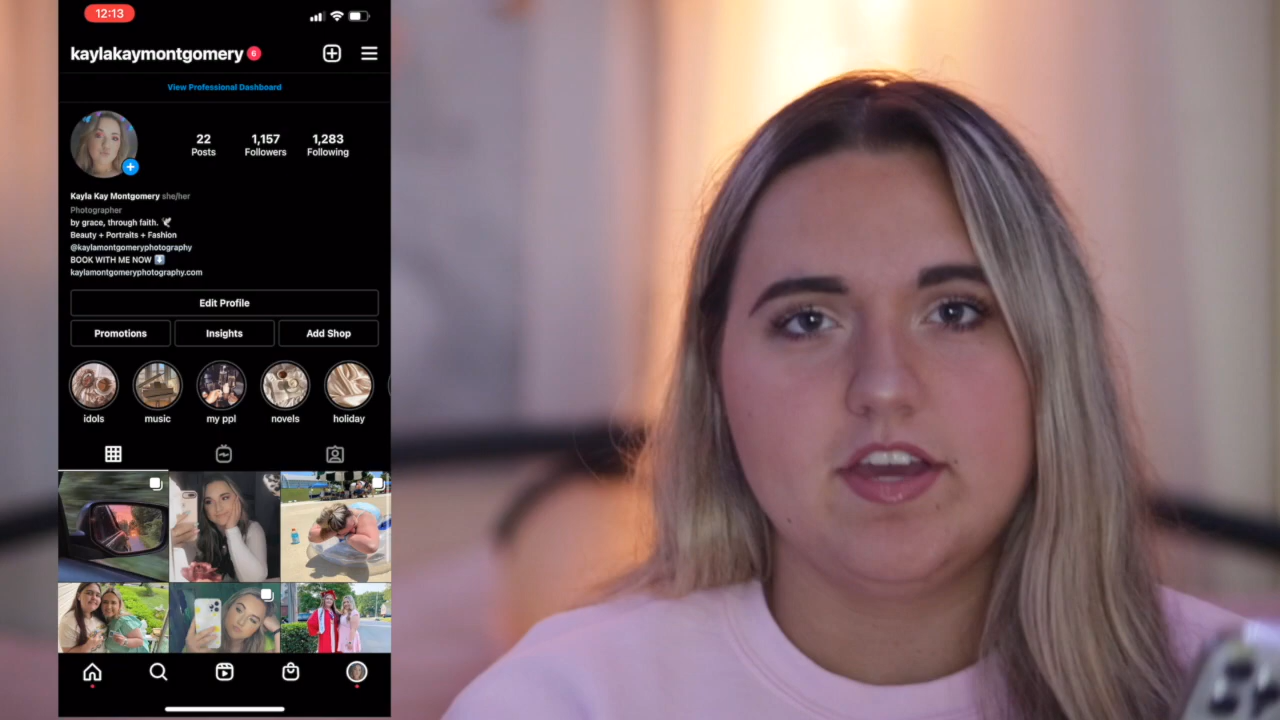 12:13
kaylakaymontgomery 6
View Professional Dashboard
22 1,157 1,283
Posts Followers Following
Kayla Kay Montgomery she/her
Photographer
by grace, through faith. 🕊
Beauty + Portraits + Fashion
@kaylamontgomeryphotography
BOOK WITH ME NOW ⬇️
kaylamontgomeryphotography.com
Edit Profile
Promotions Insights Add Shop
idols music my ppl novels holiday